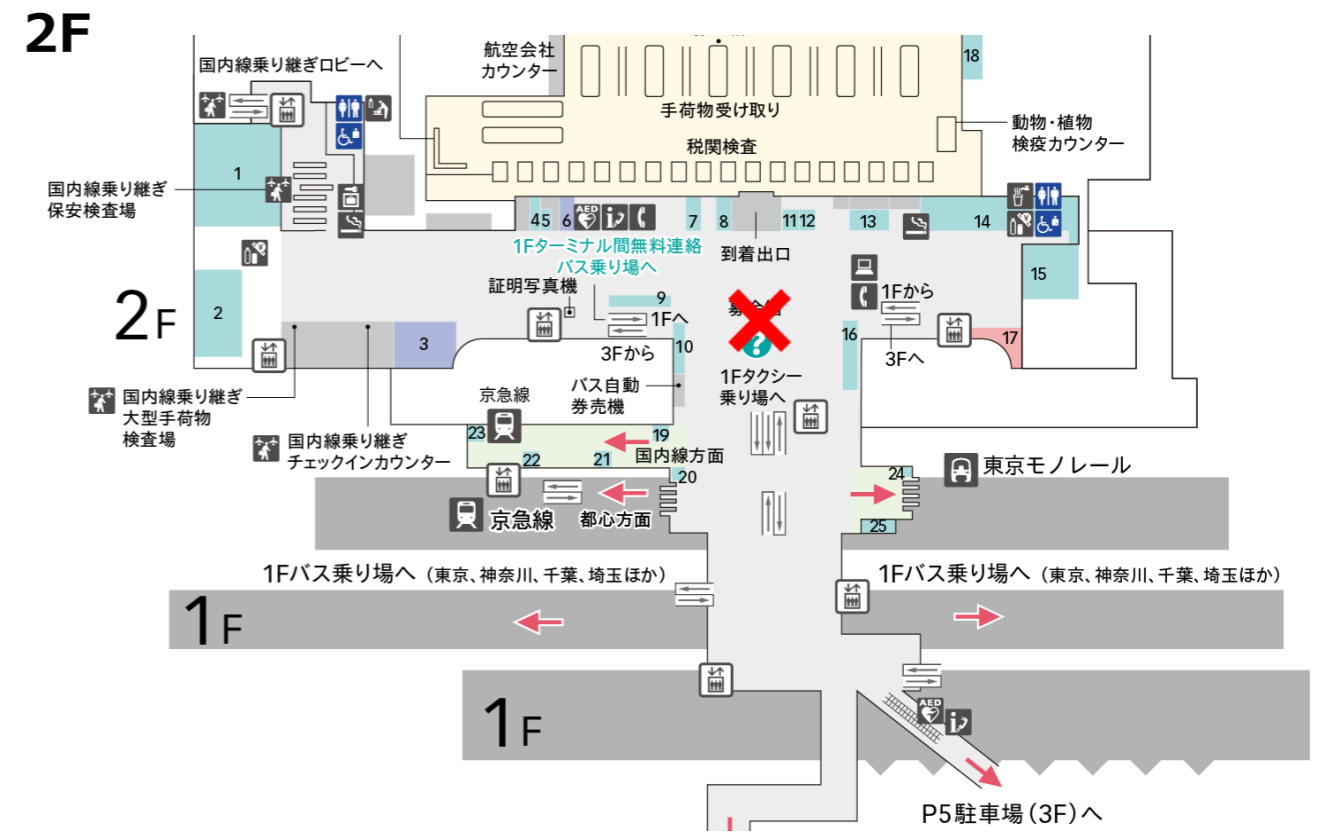 2F
国内線乗り継ぎロビーへ
航空会社
カウンター
18
手荷物受け取り
税関検査
動物・植物
検疫カウンター
1
国内線乗り継ぎ
保安検査場
4
5
6
AED
7
8
11
12
13
14
到着出口
1Fターミナル間無料連絡
バス乗り場へ
15
証明写真機
2
2F
9
1Fへ
3Fから
1Fから
3Fへ
?
3
10
16
17
1Fタクシー
乗り場へ
バス自動
券売機
国内線乗り継ぎ
大型手荷物
検査場
国内線乗り継ぎ
チェックインカウンター
京急線
23
19
22
21
国内線方面
20
京急線
都心方面
24
25
東京モノレール
1Fバス乗り場へ（東京、神奈川、千葉、埼玉ほか）
1Fバス乗り場へ（東京、神奈川、千葉、埼玉ほか）
1F
1F
AED
P5駐車場（3F）へ